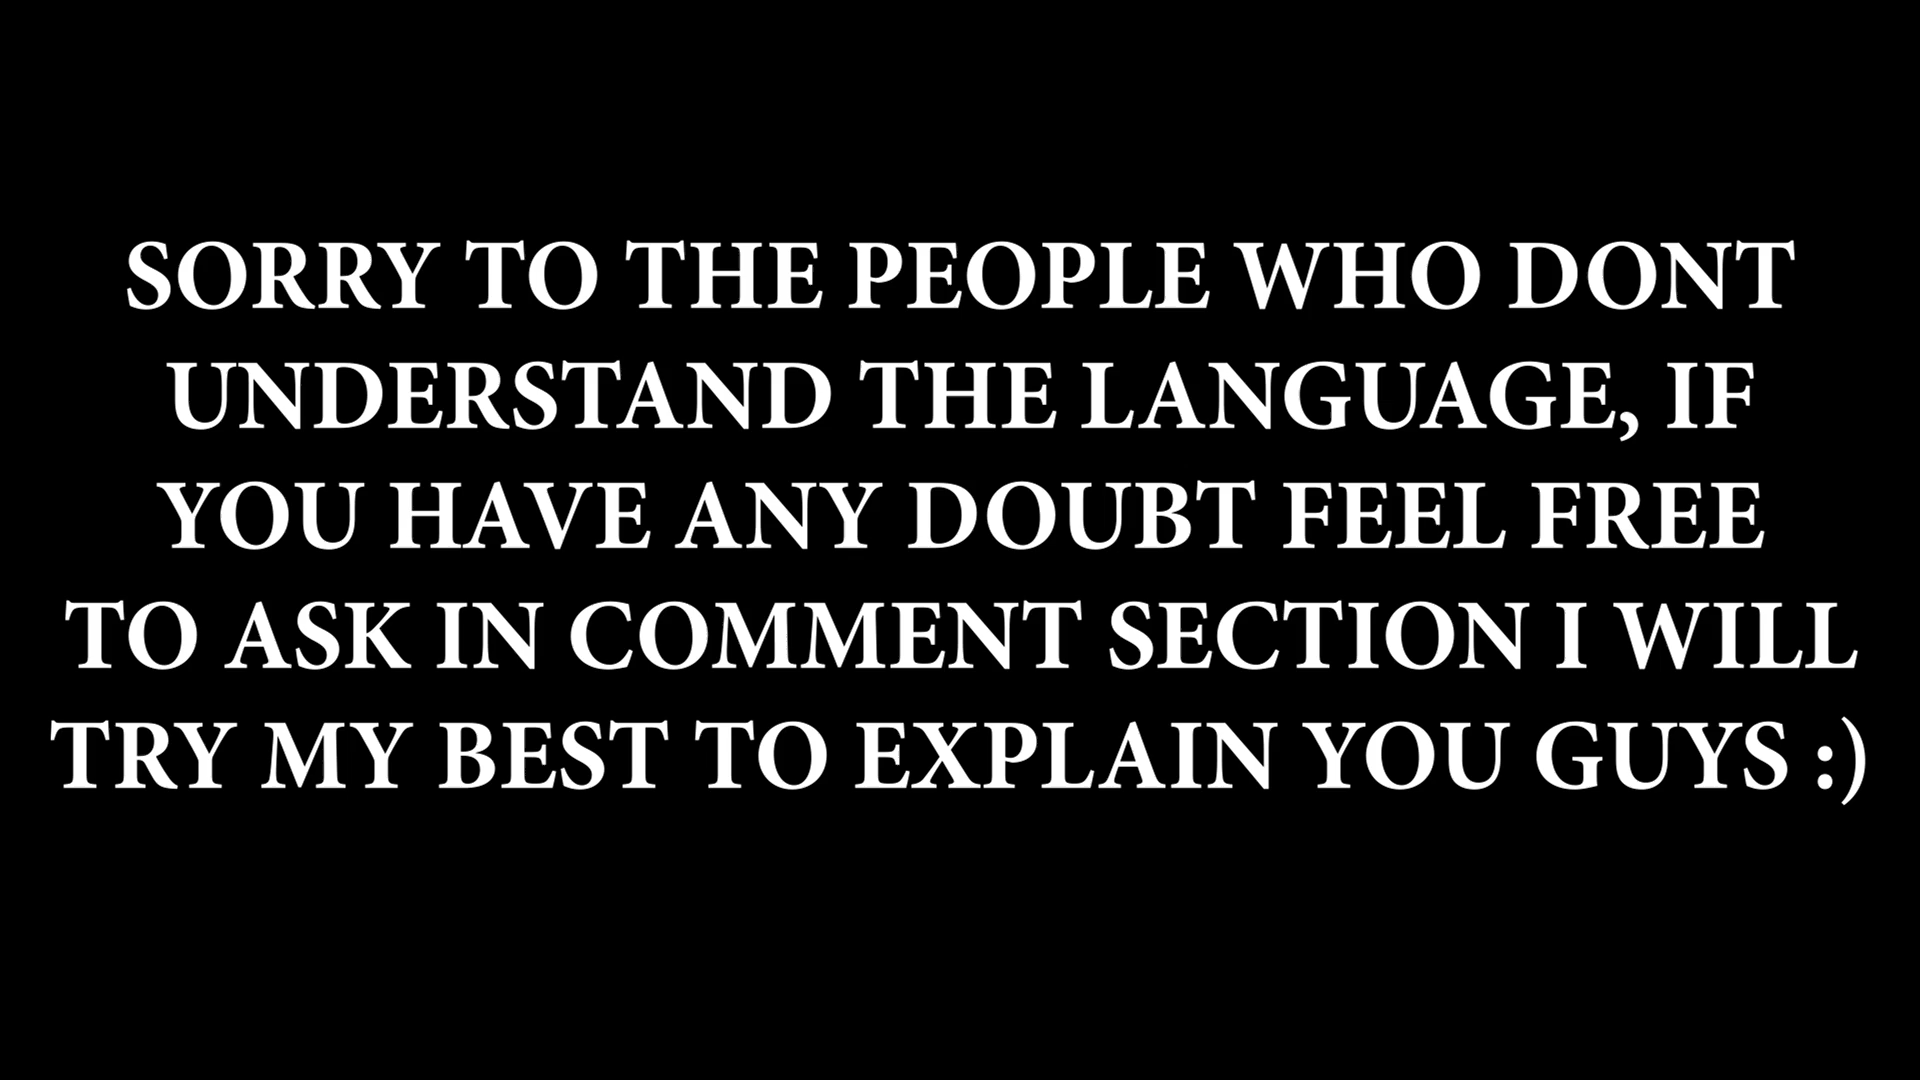 SORRY TO THE PEOPLE WHO DONT
UNDERSTAND THE LANGUAGE, IF
YOU HAVE ANY DOUBT FEEL FREE
TO ASK IN COMMENT SECTION I WILL
TRY MY BEST TO EXPLAIN YOU GUYS :)